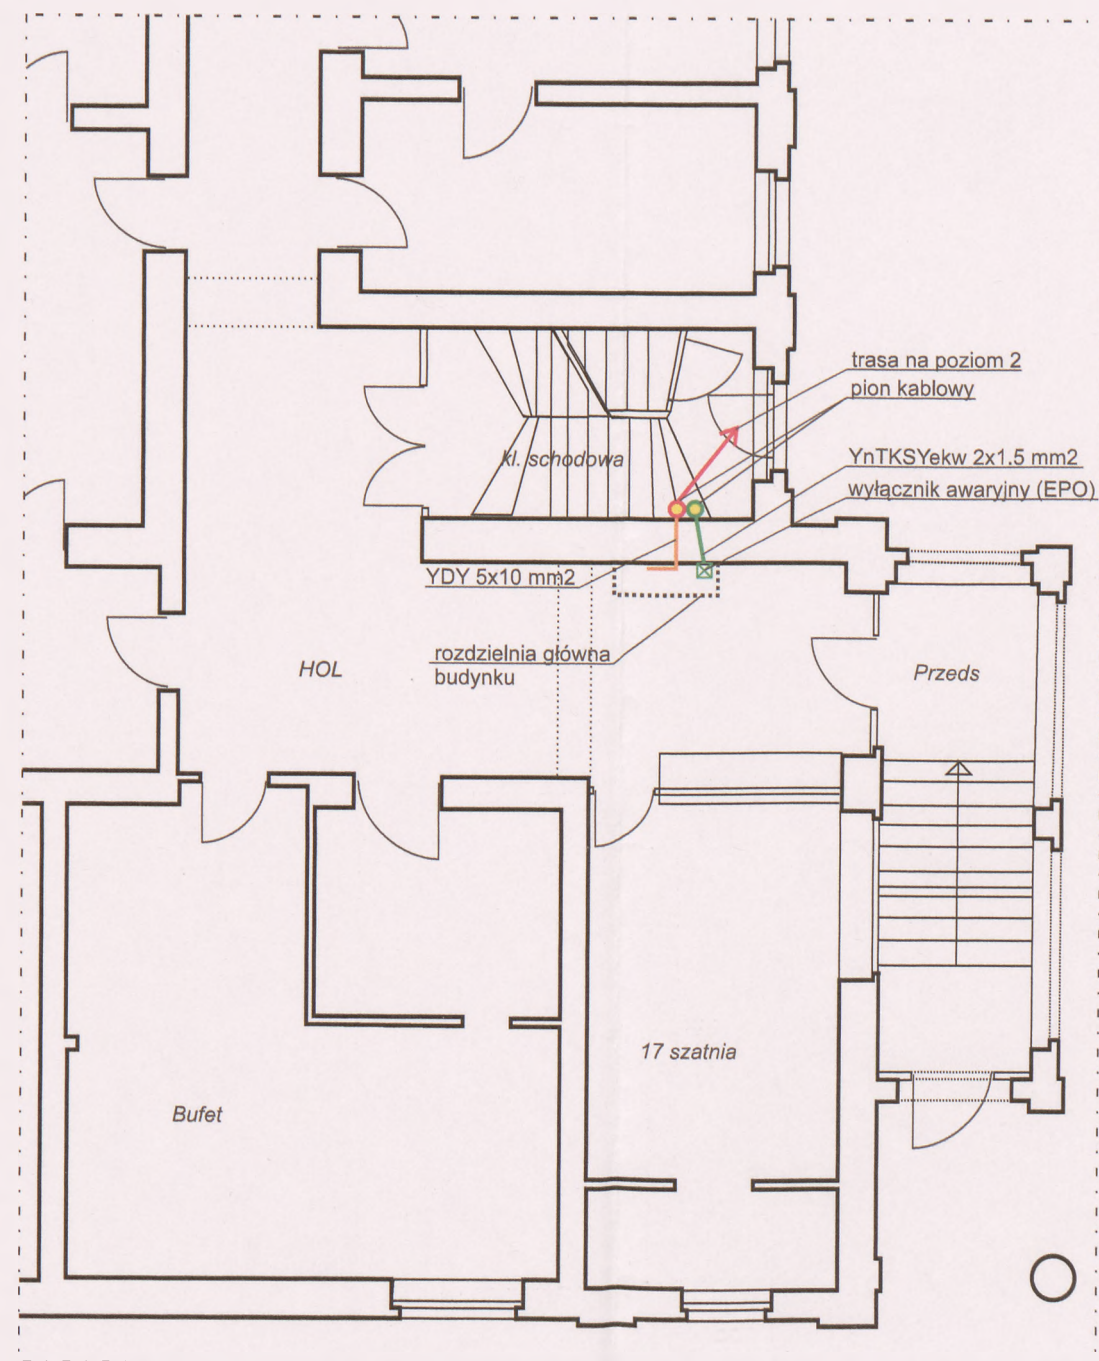 trasa na poziom 2
pion kablowy
kl. schodowa
YnTKSYekw 2x1.5 mm2
wyłącznik awaryjny (EPO)
YDY 5x10 mm2
rozdzielnia główna
budynku
HOL
Przeds
17 szatnia
Bufet